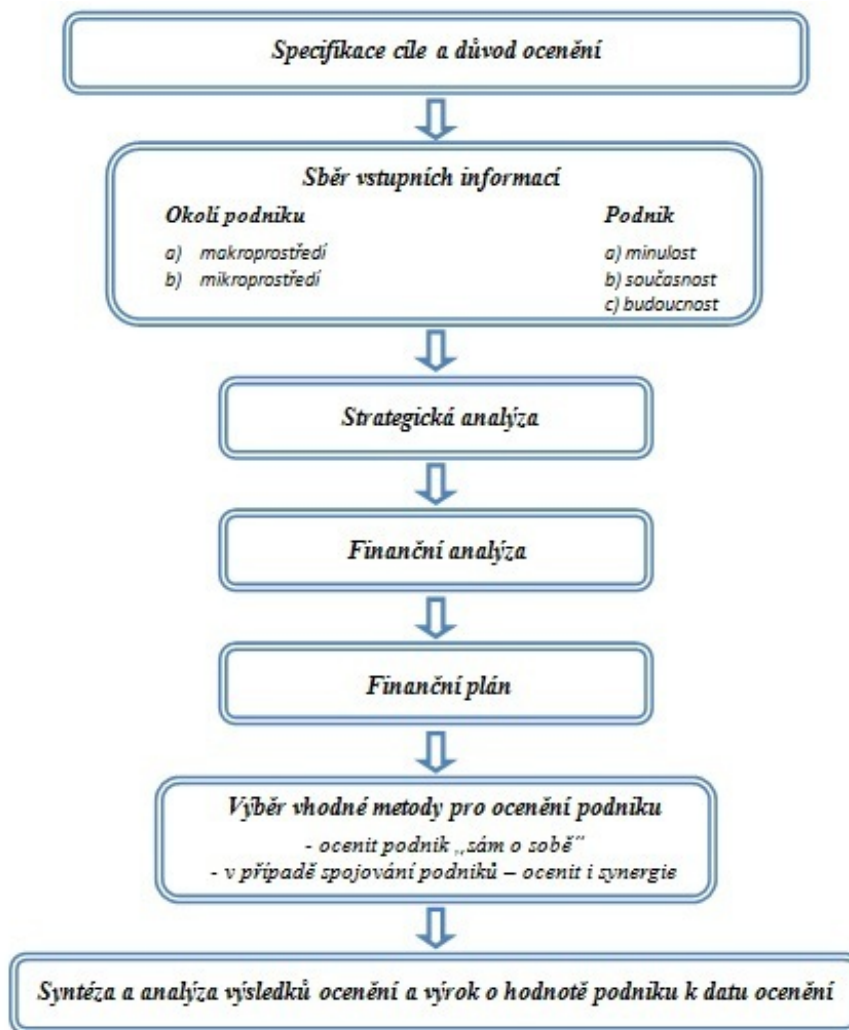 Specifikace cíle a důvod ocenění
Sběr vstupních informací
Okolí podniku
a) makroprostředí
b) mikroprostředí
Podnik
a) minulost
b) současnost
c) budoucnost
Strategická analýza
Finanční analýza
Finanční plán
Výběr vhodné metody pro ocenění podniku
- ocenit podnik „sám o sobě“
- v případě spojování podniků – ocenit i synergie
Syntéza a analýza výsledků ocenění a výrok o hodnotě podniku k datu ocenění